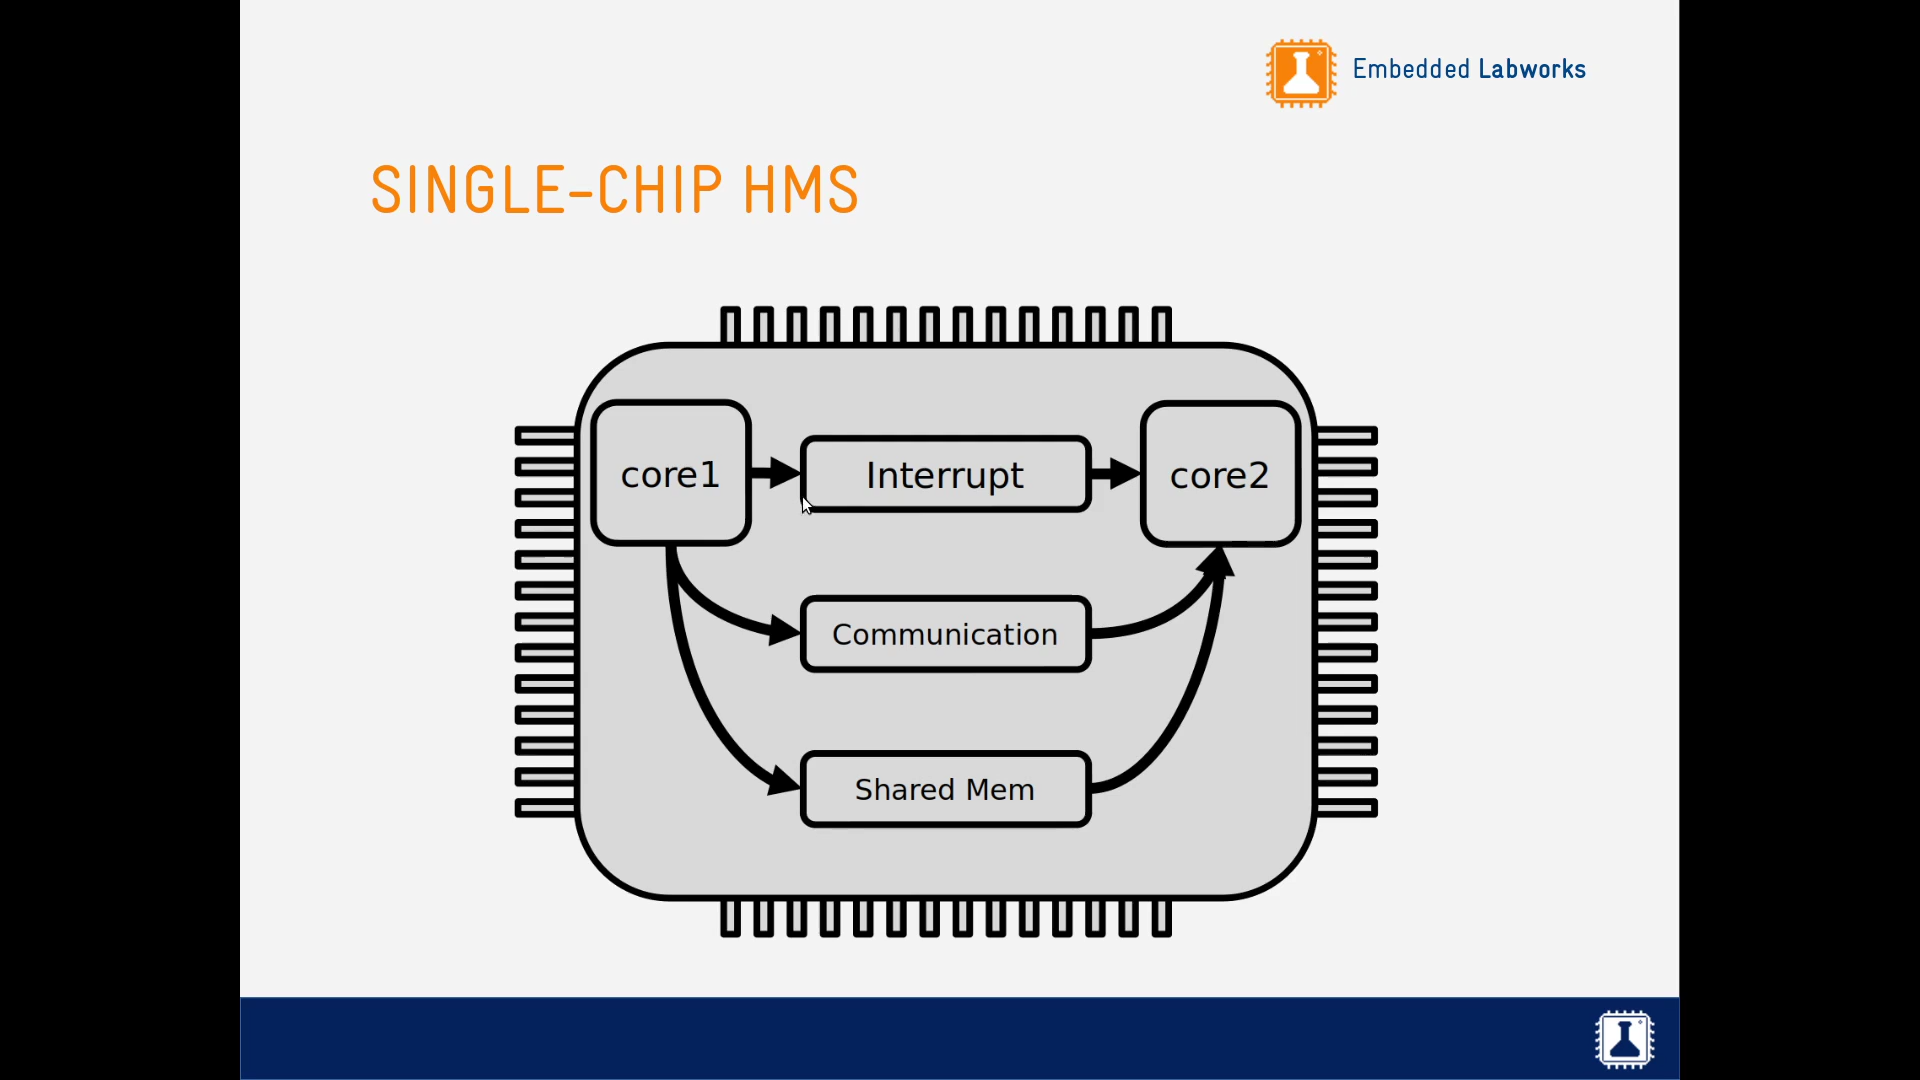 Embedded Labworks
SINGLE-CHIP HMS
core1
Interrupt
core2
Communication
Shared Mem